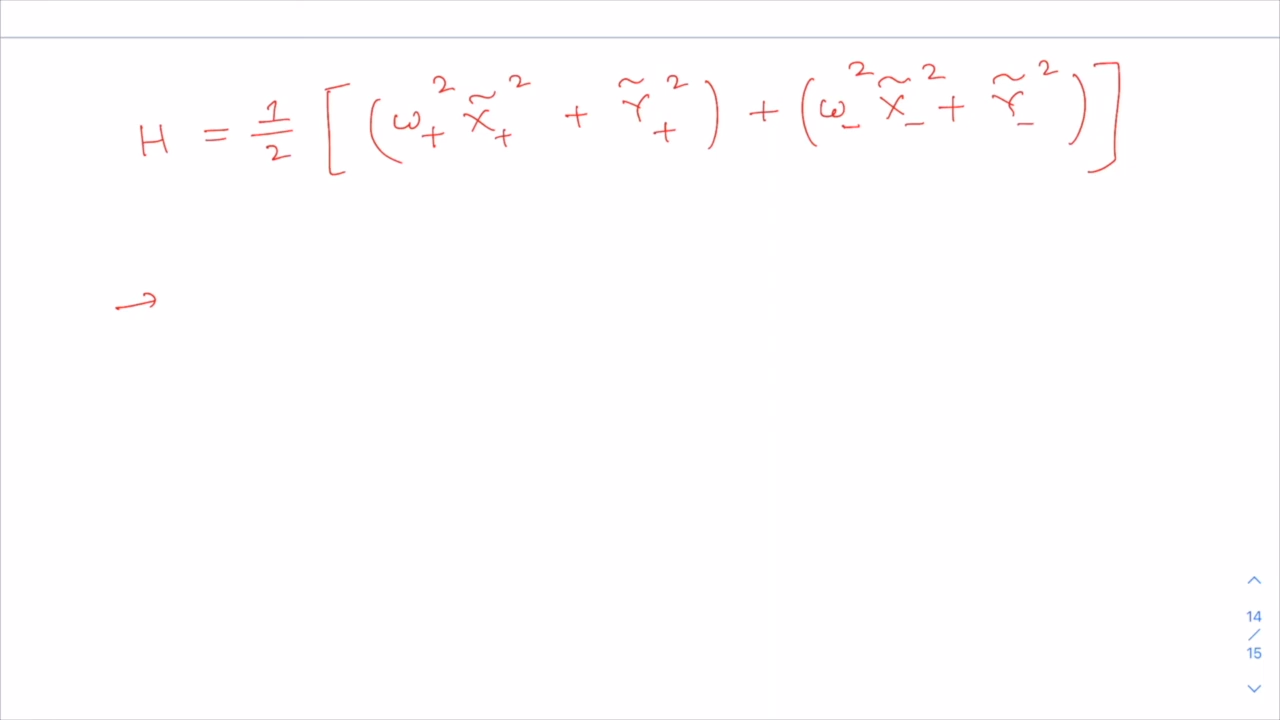 H = 1/2 [ (ω₊² X̃₊² + Ỹ₊²) + (ω₋² X̃₋² + Ỹ₋²) ]
→
14
/
15